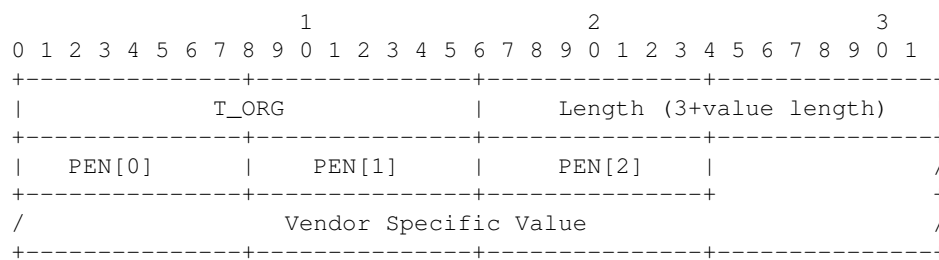 1                   2                   3
 0 1 2 3 4 5 6 7 8 9 0 1 2 3 4 5 6 7 8 9 0 1 2 3 4 5 6 7 8 9 0 1
+---------------+---------------+---------------+----------------
|            T_ORG              |     Length (3+value length)
+---------------+---------------+---------------+----------------
|   PEN[0]      |    PEN[1]     |    PEN[2]     |              /
+---------------+---------------+---------------+              -
/                 Vendor Specific Value                        /
+---------------+---------------+---------------+----------------